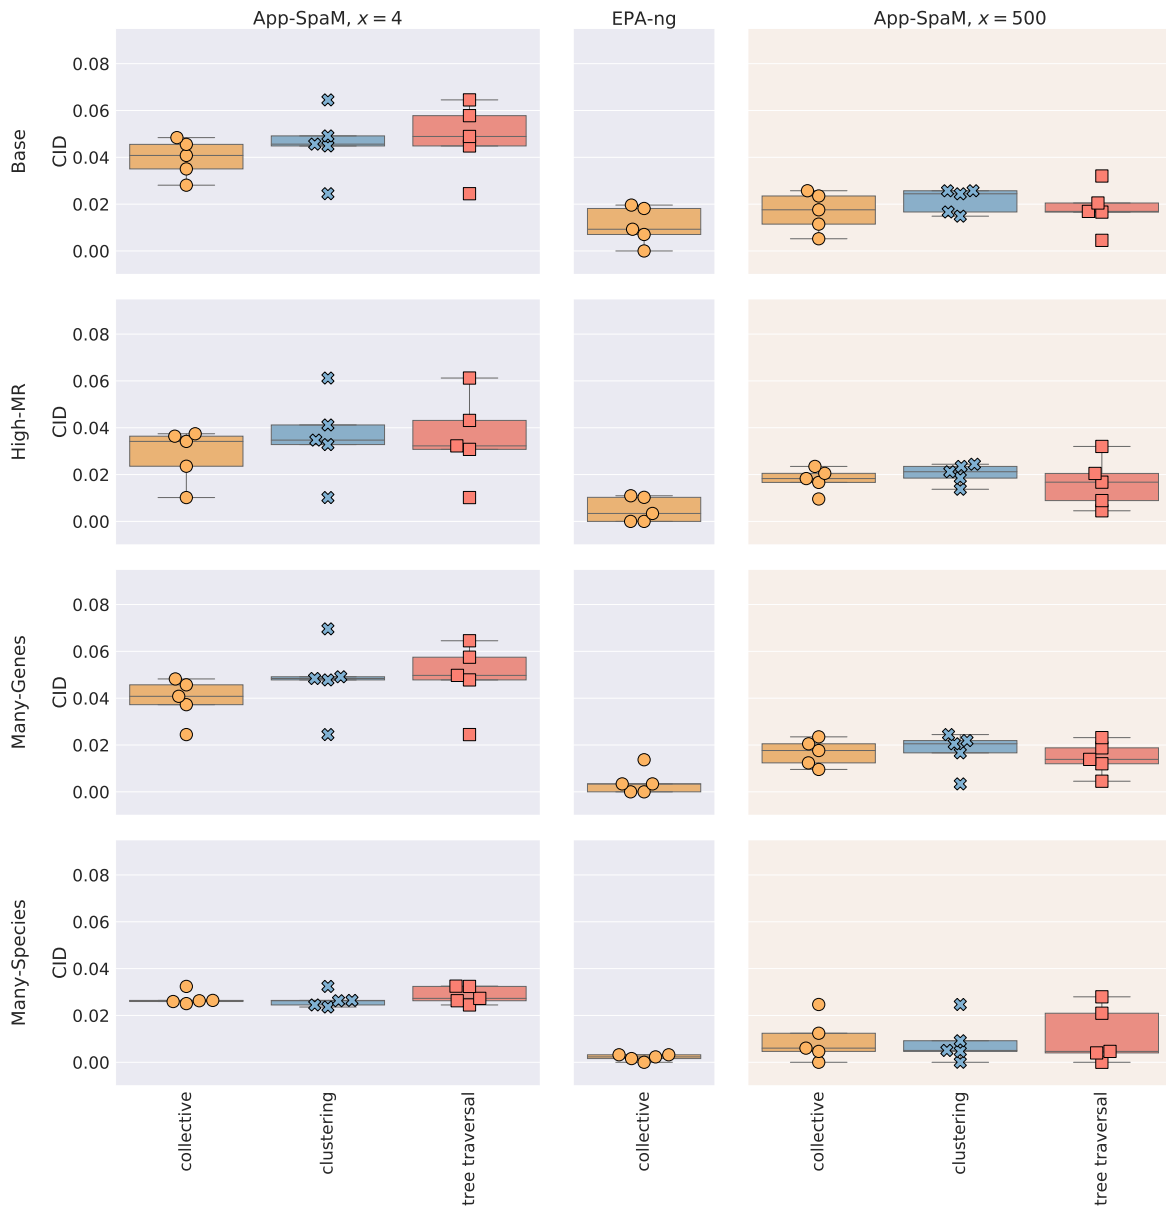 App-SpaM, x = 4
EPA-ng
App-SpaM, x = 500
Base
CID
0.08
0.06
0.04
0.02
0.00
High-MR
CID
0.08
0.06
0.04
0.02
0.00
Many-Genes
CID
0.08
0.06
0.04
0.02
0.00
Many-Species
CID
0.08
0.06
0.04
0.02
0.00
collective
clustering
tree traversal
collective
collective
clustering
tree traversal